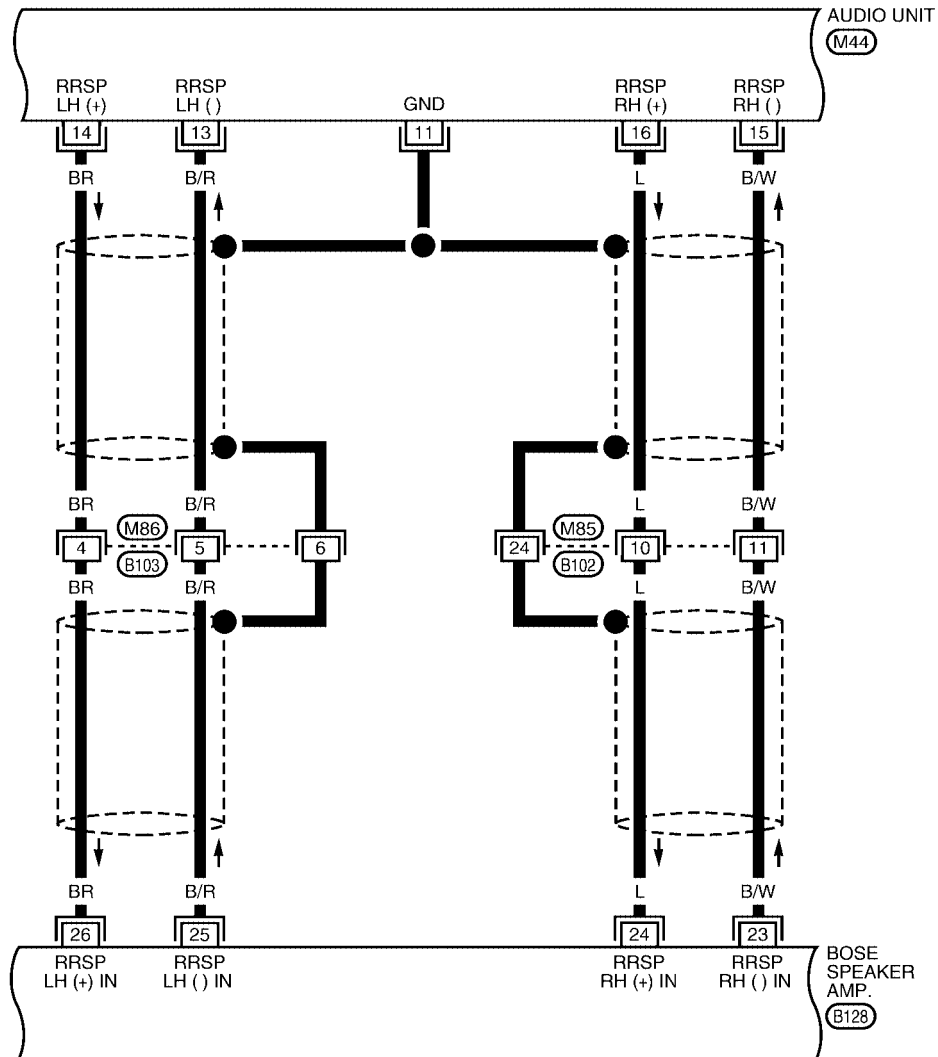 AUDIO UNIT
M44
RRSP
LH (+)
RRSP
LH ( )
GND
RRSP
RH (+)
RRSP
RH ( )
14
13
11
16
15
BR
B/R
L
B/W
BR
B/R
L
B/W
M86
M85
4
5
6
24
10
11
B103
B102
BR
B/R
L
B/W
BR
B/R
L
B/W
26
25
24
23
RRSP
LH (+) IN
RRSP
LH ( ) IN
RRSP
RH (+) IN
RRSP
RH ( ) IN
BOSE
SPEAKER
AMP.
B128